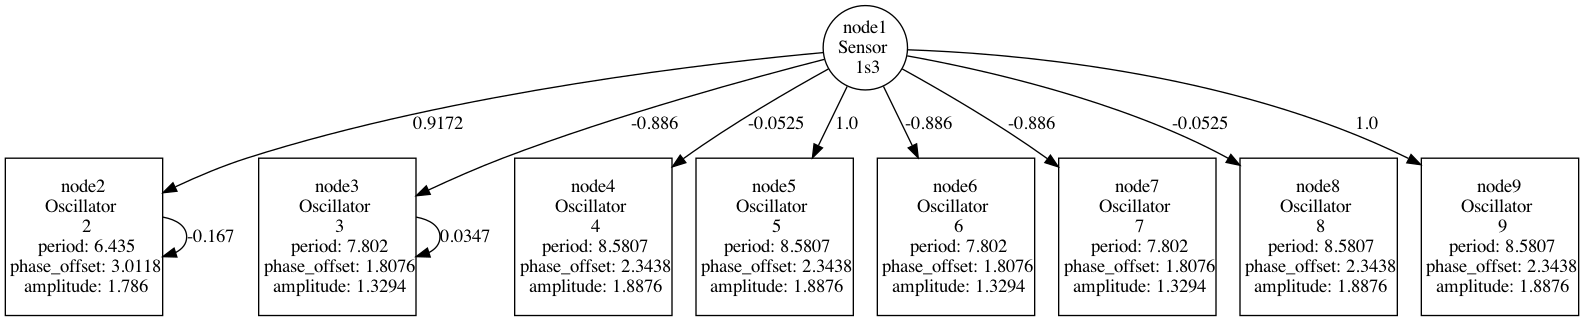 node1
Sensor
1s3
0.9172
-0.886
-0.0525
1.0
-0.886
-0.886
-0.0525
1.0
node2
Oscillator
2
period: 6.435
phase_offset: 3.0118
amplitude: 1.786
-0.167
node3
Oscillator
3
period: 7.802
phase_offset: 1.8076
amplitude: 1.3294
0.0347
node4
Oscillator
4
period: 8.5807
phase_offset: 2.3438
amplitude: 1.8876
node5
Oscillator
5
period: 8.5807
phase_offset: 2.3438
amplitude: 1.8876
node6
Oscillator
6
period: 7.802
phase_offset: 1.8076
amplitude: 1.3294
node7
Oscillator
7
period: 7.802
phase_offset: 1.8076
amplitude: 1.3294
node8
Oscillator
8
period: 8.5807
phase_offset: 2.3438
amplitude: 1.8876
node9
Oscillator
9
period: 8.5807
phase_offset: 2.3438
amplitude: 1.8876